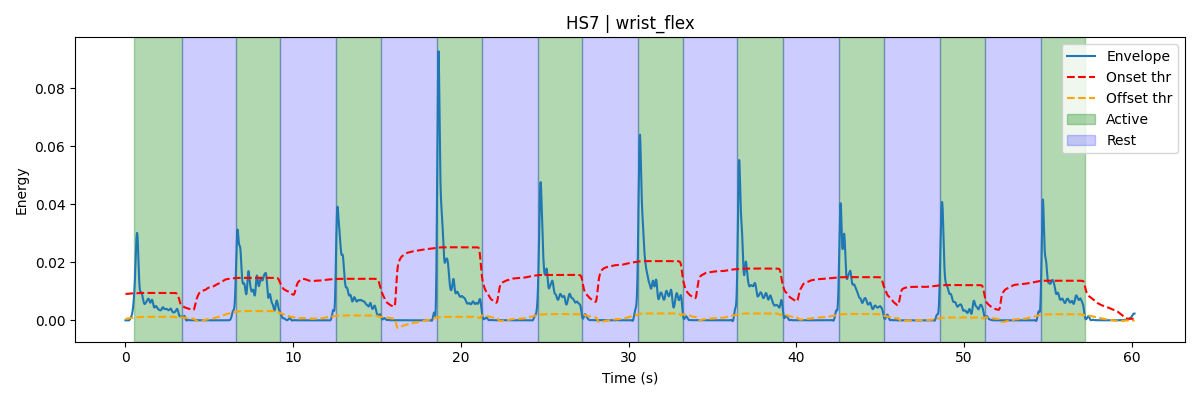 HS7 | wrist_flex
Energy
0.08
0.06
0.04
0.02
0.00
0
10
20
30
40
50
60
Time (s)
Envelope
Onset thr
Offset thr
Active
Rest